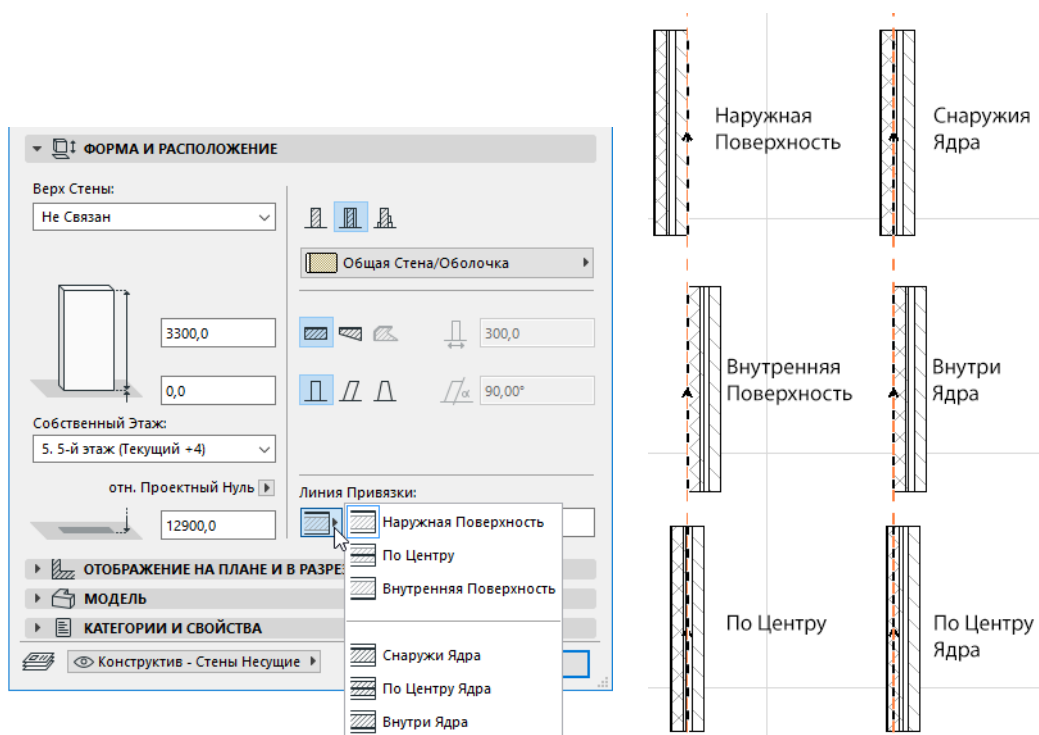 ФОРМА И РАСПОЛОЖЕНИЕ
Верх Стены:
Не Связан
Общая Стена/Оболочка
3300,0
300,0
0,0
90,00°
Собственный Этаж:
5. 5-й этаж (Текущий +4)
отн. Проектный Нуль
12900,0
Линия Привязки:
Наружная Поверхность
По Центру
Внутренняя Поверхность
Снаружи Ядра
По Центру Ядра
Внутри Ядра
ОТОБРАЖЕНИЕ НА ПЛАНЕ И В РАЗРЕ
МОДЕЛЬ
КАТЕГОРИИ И СВОЙСТВА
Конструктив - Стены Несущие
Наружная
Поверхность
Снаружия
Ядра
Внутренняя
Поверхность
Внутри
Ядра
По Центру
По Центру
Ядра